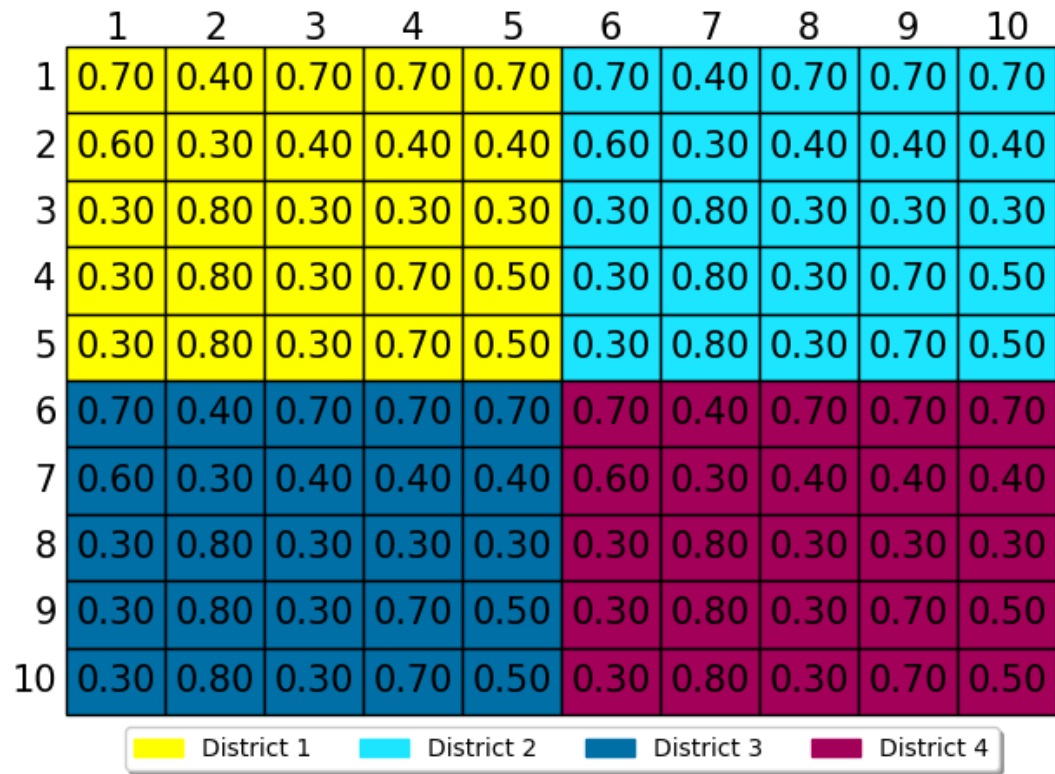 1 2 3 4 5 6 7 8 9 10
1 0.70 0.40 0.70 0.70 0.70 0.70 0.40 0.70 0.70 0.70
2 0.60 0.30 0.40 0.40 0.40 0.60 0.30 0.40 0.40 0.40
3 0.30 0.80 0.30 0.30 0.30 0.30 0.80 0.30 0.30 0.30
4 0.30 0.80 0.30 0.70 0.50 0.30 0.80 0.30 0.70 0.50
5 0.30 0.80 0.30 0.70 0.50 0.30 0.80 0.30 0.70 0.50
6 0.70 0.40 0.70 0.70 0.70 0.70 0.40 0.70 0.70 0.70
7 0.60 0.30 0.40 0.40 0.40 0.60 0.30 0.40 0.40 0.40
8 0.30 0.80 0.30 0.30 0.30 0.30 0.80 0.30 0.30 0.30
9 0.30 0.80 0.30 0.70 0.50 0.30 0.80 0.30 0.70 0.50
10 0.30 0.80 0.30 0.70 0.50 0.30 0.80 0.30 0.70 0.50
District 1 District 2 District 3 District 4